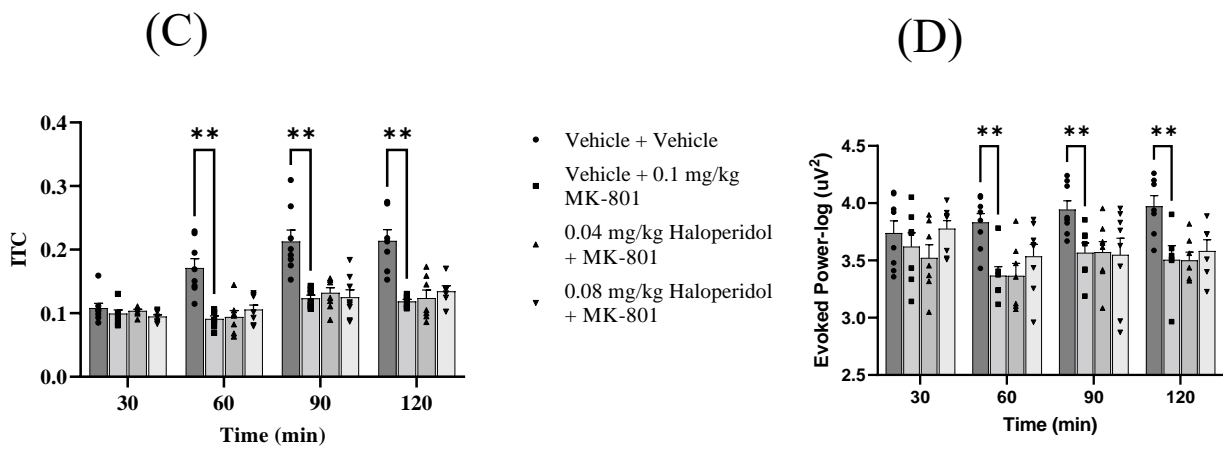 (C)
(D)
0.4
0.3
0.2
0.1
0.0
ITC
** ** **
30 60 90 120
Time (min)
Vehicle + Vehicle
Vehicle + 0.1 mg/kg
MK-801
0.04 mg/kg Haloperidol
+ MK-801
0.08 mg/kg Haloperidol
+ MK-801
4.5
4.0
3.5
3.0
2.5
Evoked Power-log (uV²)
** ** **
30 60 90 120
Time (min)